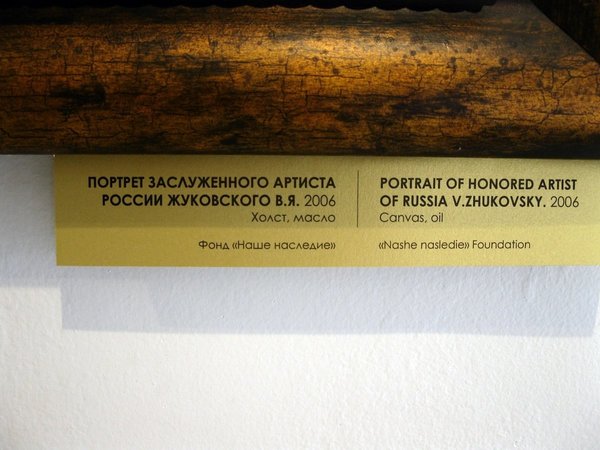 ПОРТРЕТ ЗАСЛУЖЕННОГО АРТИСТА
РОССИИ ЖУКОВСКОГО В.Я. 2006
Холст, масло
Фонд «Наше наследие»
PORTRAIT OF HONORED ARTIST
OF RUSSIA V.ZHUKOVSKY. 2006
Canvas, oil
«Nashe nasledie» Foundation